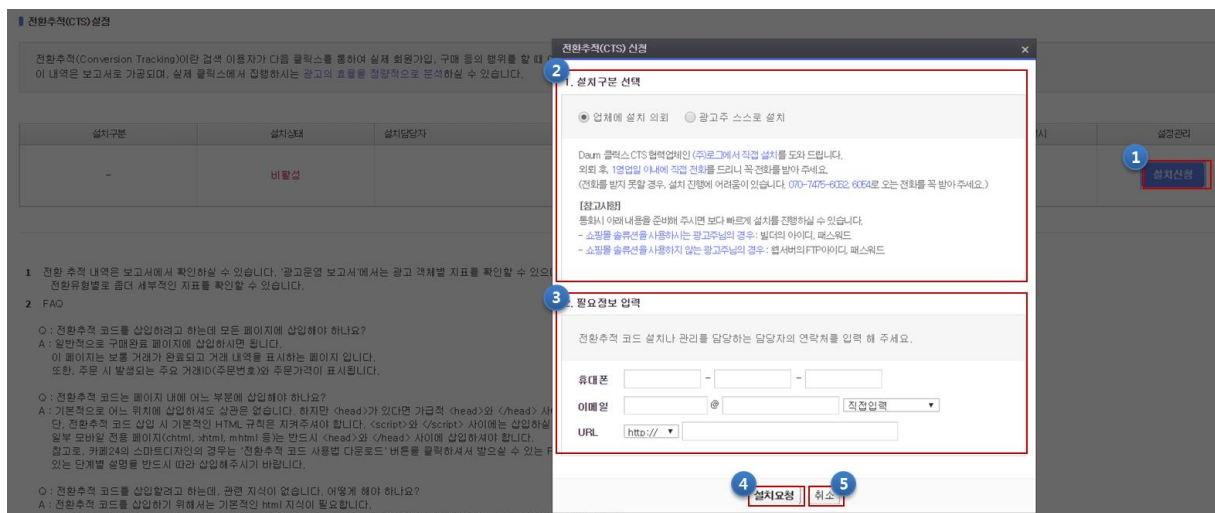 전환추적(CTS)설정
전환추적(Conversion Tracking)이란 검색 이용자가 다음 클릭스를 통하여 실제 회원가입, 구매 등의 행위를 할 때
이 내역은 보고서로 가공되며, 실제 클릭스에서 집행하시는 광고의 효율을 정량적으로 분석하실 수 있습니다.
설치구분 설치상태 설치담당자 시 설정관리
- 비활성 설치신청
1
1 전환 추적 내역은 보고서에서 확인하실 수 있습니다. '광고운영 보고서'에서는 광고 객체별 지표를 확인할 수 있으
전환유형별로 좀더 세부적인 지표를 확인할 수 있습니다.
2 FAQ
Q : 전환추적 코드를 삽입하려고 하는데 모든 페이지에 삽입해야 하나요?
A : 일반적으로 구매완료 페이지에 삽입하시면 됩니다.
이 페이지는 보통 거래가 완료되고 거래 내역을 표시하는 페이지 입니다.
또한, 주문 시 발생되는 주요 거래ID(주문번호)와 주문가격이 표시됩니다.
Q : 전환추적 코드는 페이지 내에 어느 부분에 삽입해야 하나요?
A : 기본적으로 어느 위치에 삽입하셔도 상관은 없습니다. 하지만 <head>가 있다면 가급적 <head>와 </head> 사이
단, 전환추적 코드 삽입 시 기본적인 HTML 규칙은 지켜주셔야 합니다. <script>와 </script> 사이에는 삽입하실
일부 모바일 전용 페이지(chtml, xhtml, mhtml 등)는 반드시 <head>와 </head> 사이에 삽입하셔야 합니다.
참고로, 카페24의 스마트디자인의 경우는 '전환추적 코드 사용법 다운로드' 버튼을 클릭하셔서 받으실 수 있는
있는 단계별 설명을 반드시 따라 삽입해주시기 바랍니다.
Q : 전환추적 코드를 삽입할려고 하는데, 관련 지식이 없습니다. 어떻게 해야 하나요?
A : 전환추적 코드를 삽입하기 위해서는 기본적인 html 지식이 필요합니다.
전환추적(CTS) 신청 ×
2
1. 설치구분 선택
업체에 설치 의뢰 광고주 스스로 설치
Daum 클릭스 CTS 협력업체인 (주)로그에서 직접 설치를 도와 드립니다.
의뢰 후, 1영업일 이내에 직접 전화를 드리니 꼭 전화를 받아 주세요.
(전화를 받지 못할 경우, 설치 진행에 어려움이 있습니다. 070-7475-6052, 6054로 오는 전화를 꼭 받아 주세요.)
[참고사항]
통화시 아래 내용을 준비해 주시면 보다 빠르게 설치를 진행하실 수 있습니다.
- 쇼핑몰 솔루션을 사용하시는 광고주님의 경우 : 빌더의 아이디, 패스워드
- 쇼핑몰 솔루션을 사용하지 않는 광고주님의 경우 : 웹서버의 FTP아이디, 패스워드
3
2. 필요정보 입력
전환추적 코드 설치나 관리를 담당하는 담당자의 연락처를 입력 해 주세요.
휴대폰 - -
이메일 @ 직접입력 ▼
URL http:// ▼
4 5
설치요청 취소